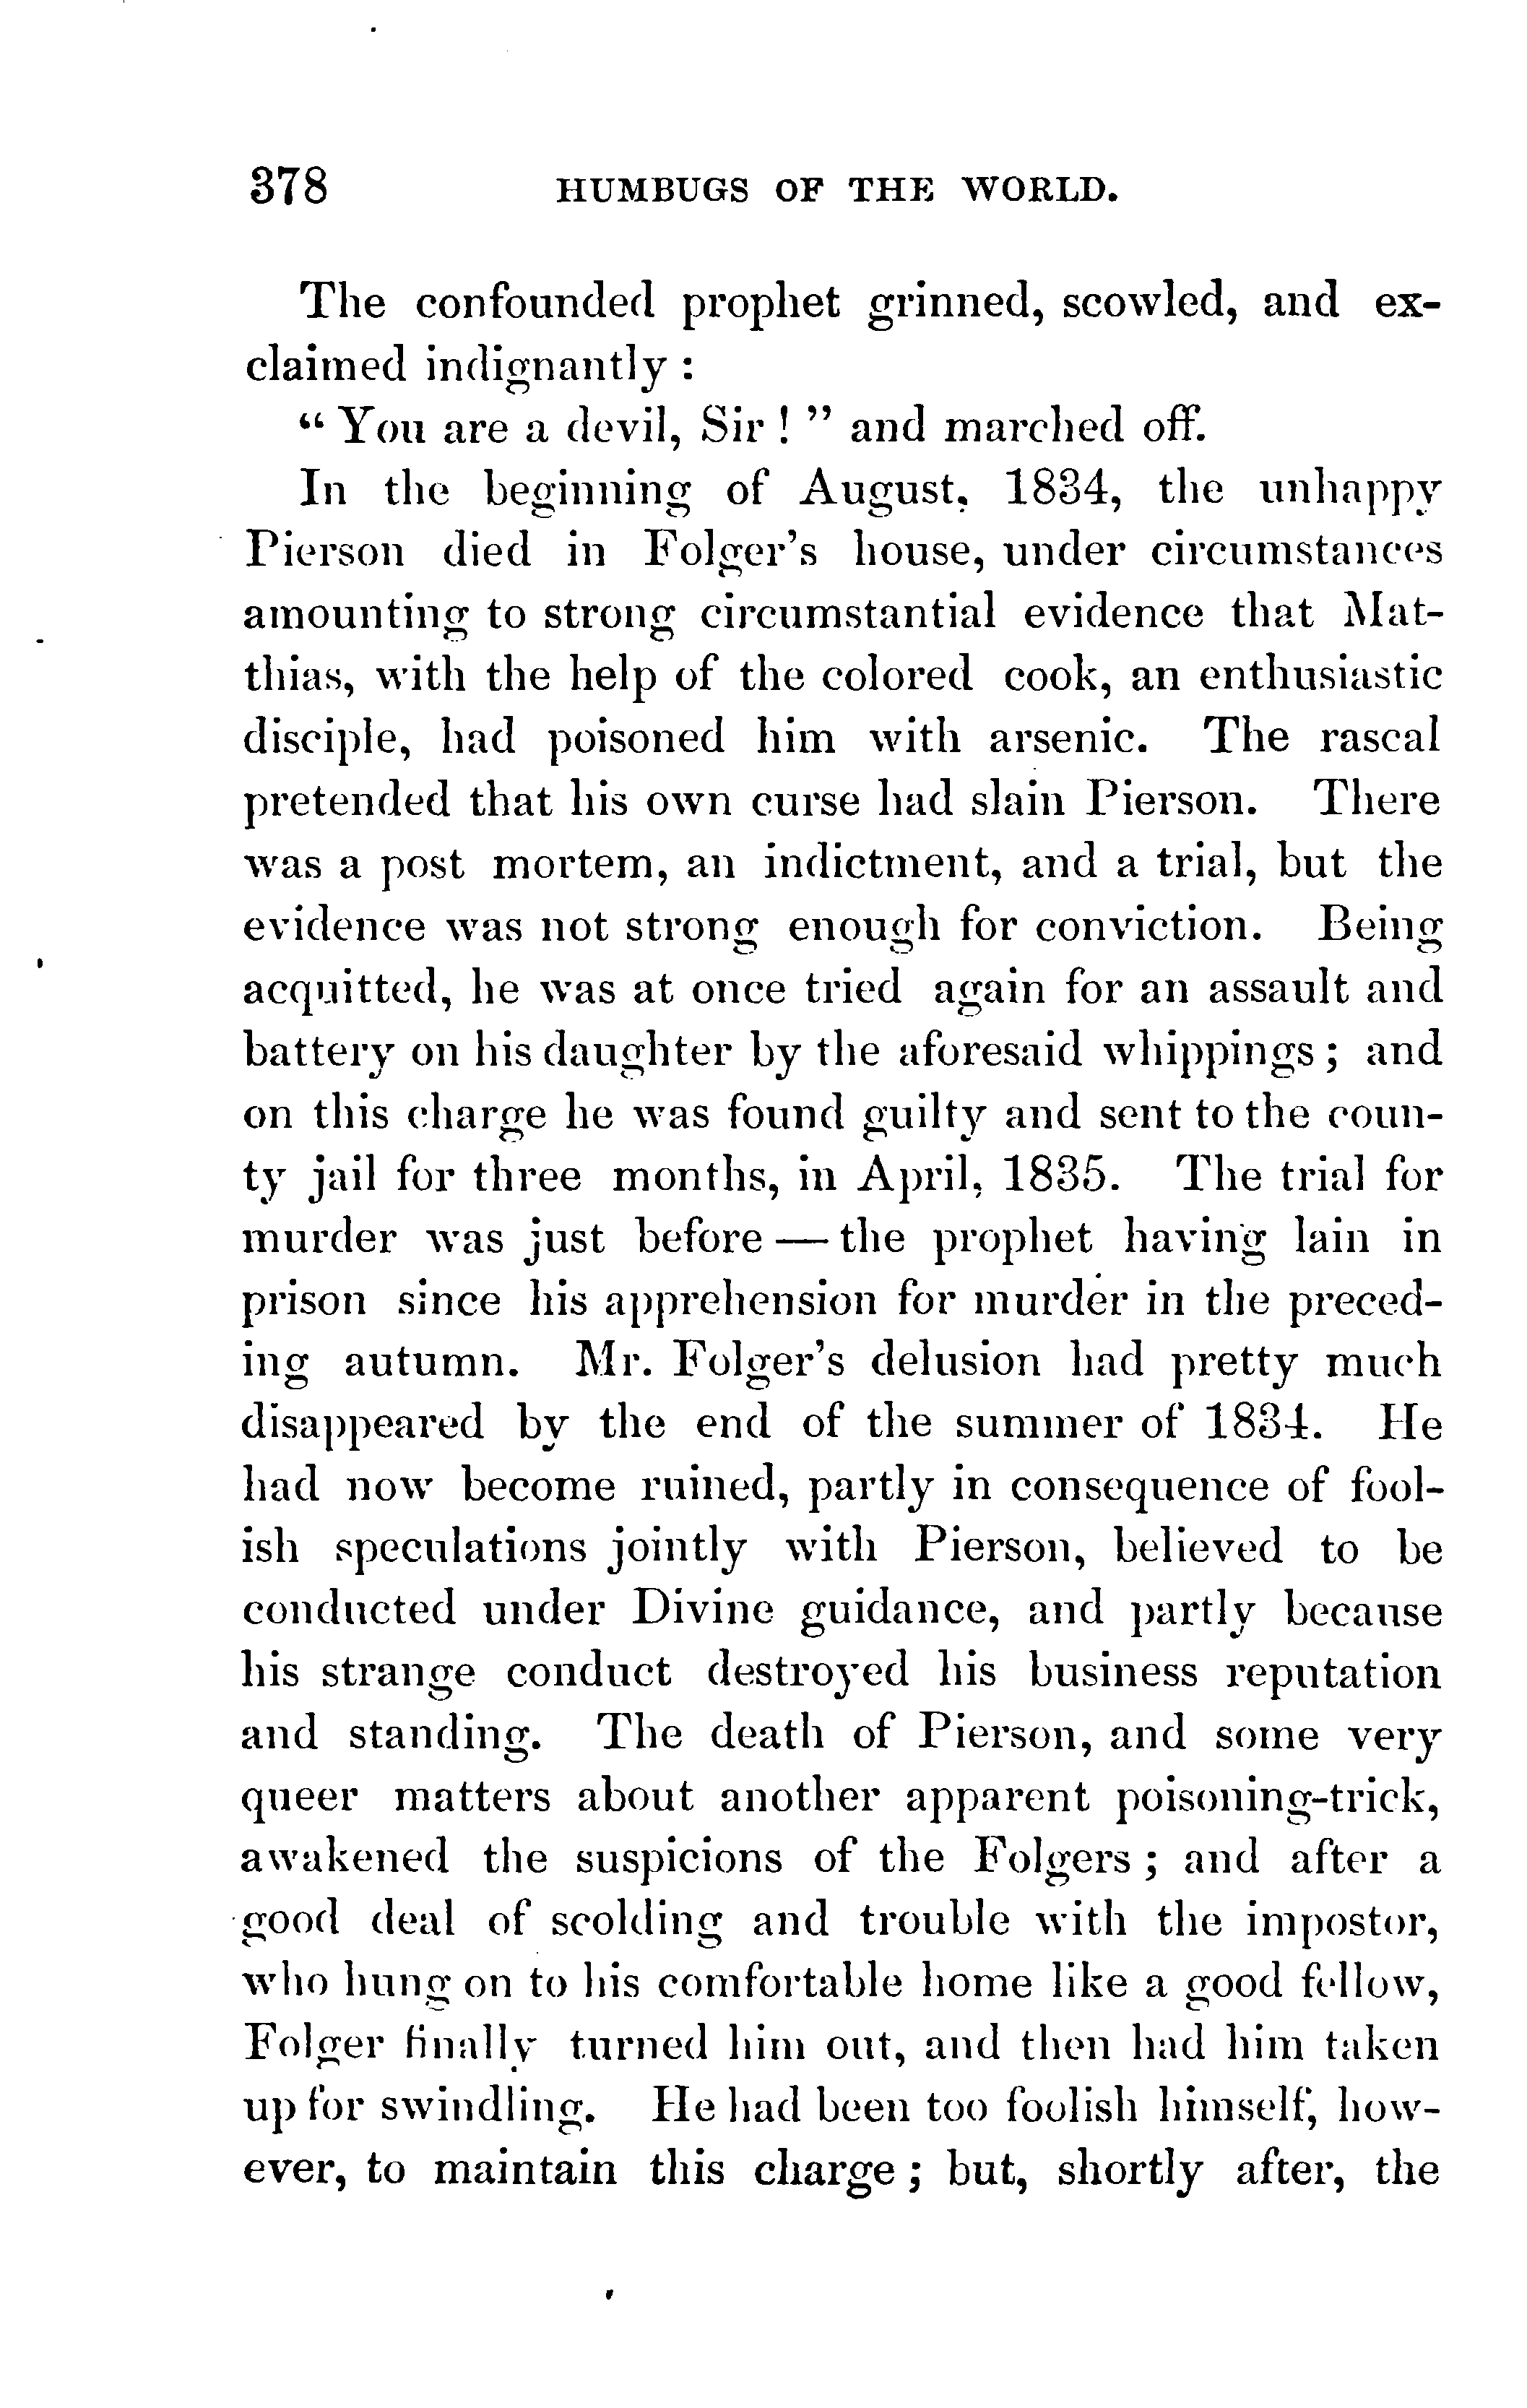 378 HUMBUGS OF THE WORLD.
The confounded prophet grinned, scowled, and ex-
claimed indignantly :
“ You are a devil, Sir ! ” and marched off.
In the beginning of August, 1834, the unhappy
Pierson died in Folger’s house, under circumstances
amounting to strong circumstantial evidence that Mat-
thias, with the help of the colored cook, an enthusiastic
disciple, had poisoned him with arsenic. The rascal
pretended that his own curse had slain Pierson. There
was a post mortem, an indictment, and a trial, but the
evidence was not strong enough for conviction. Being
acquitted, he was at once tried again for an assault and
battery on his daughter by the aforesaid whippings ; and
on this charge he was found guilty and sent to the coun-
ty jail for three months, in April, 1835. The trial for
murder was just before — the prophet having lain in
prison since his apprehension for murder in the preced-
ing autumn. Mr. Folger’s delusion had pretty much
disappeared by the end of the summer of 1834. He
had now become ruined, partly in consequence of fool-
ish speculations jointly with Pierson, believed to be
conducted under Divine guidance, and partly because
his strange conduct destroyed his business reputation
and standing. The death of Pierson, and some very
queer matters about another apparent poisoning-trick,
awakened the suspicions of the Folgers ; and after a
good deal of scolding and trouble with the impostor,
who hung on to his comfortable home like a good fellow,
Folger finally turned him out, and then had him taken
up for swindling. He had been too foolish himself, how-
ever, to maintain this charge ; but, shortly after, the